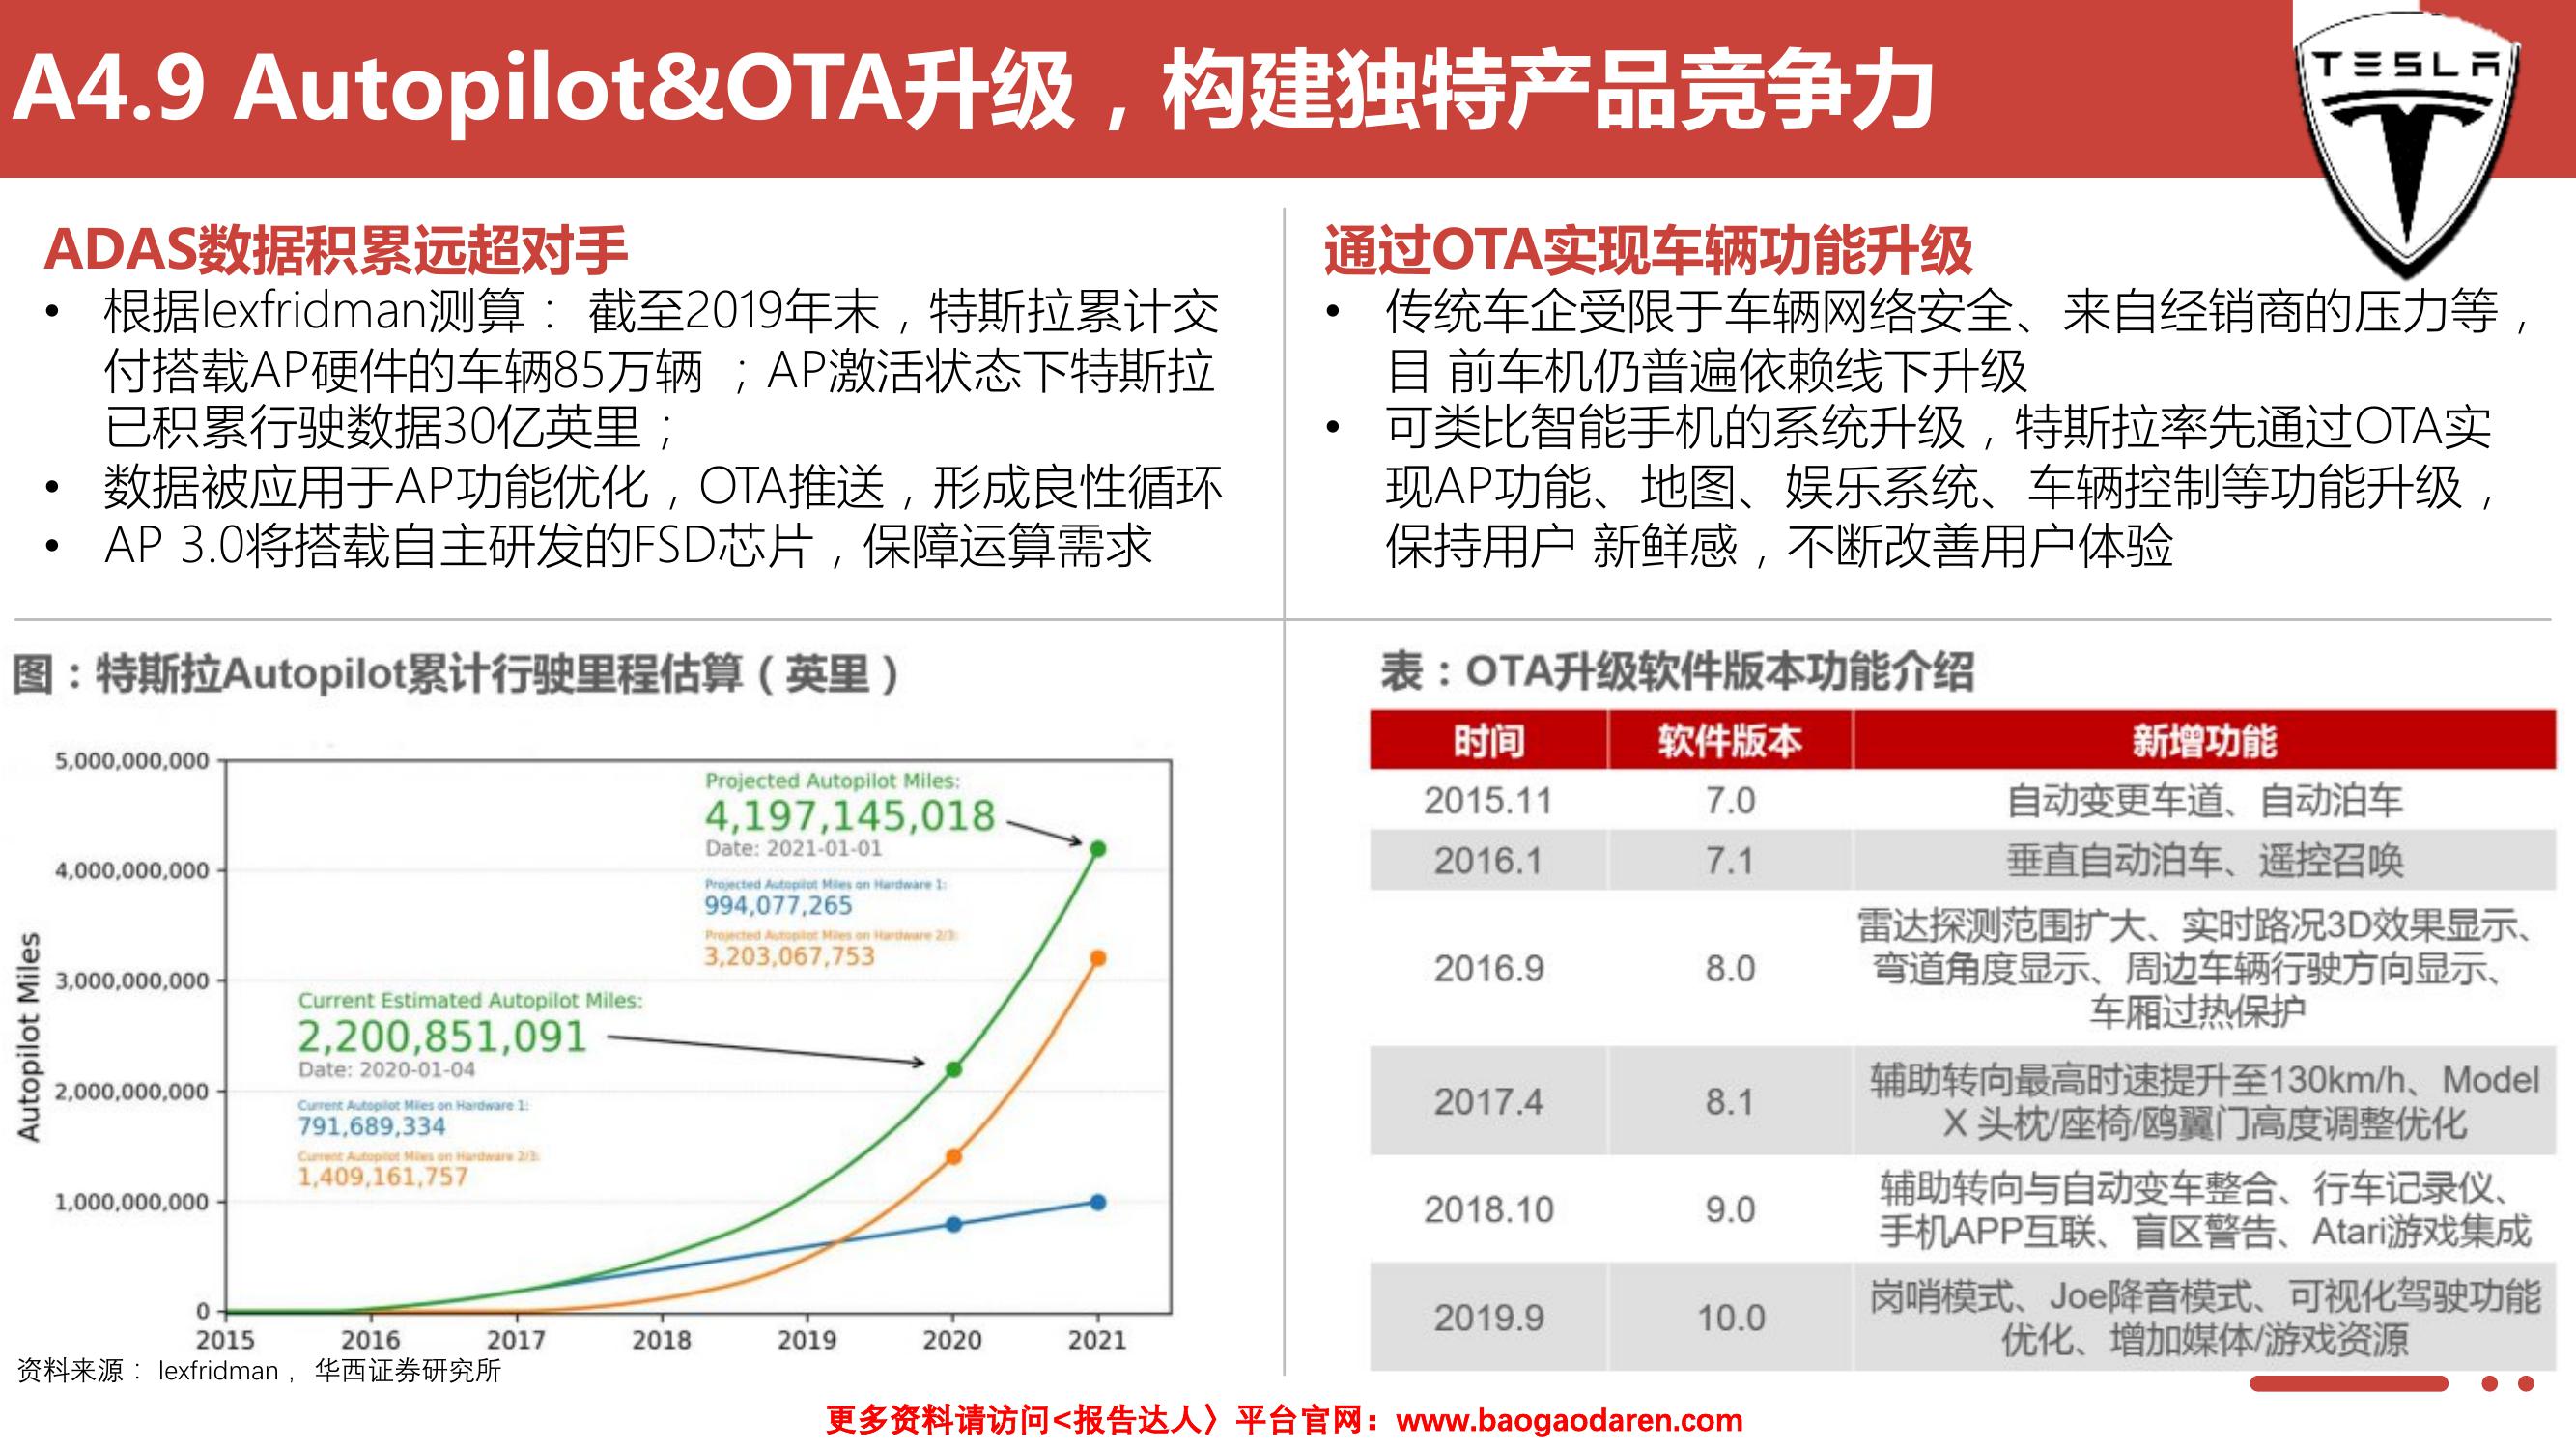 A4.9 Autopilot&OTA升级，构建独特产品竞争力
TESLA
ADAS数据积累远超对手
• 根据lexfridman测算： 截至2019年末，特斯拉累计交
付搭载AP硬件的车辆85万辆 ；AP激活状态下特斯拉
已积累行驶数据30亿英里；
• 数据被应用于AP功能优化，OTA推送，形成良性循环
• AP 3.0将搭载自主研发的FSD芯片，保障运算需求
通过OTA实现车辆功能升级
• 传统车企受限于车辆网络安全、来自经销商的压力等，
目 前车机仍普遍依赖线下升级
• 可类比智能手机的系统升级，特斯拉率先通过OTA实
现AP功能、地图、娱乐系统、车辆控制等功能升级，
保持用户 新鲜感，不断改善用户体验
图：特斯拉Autopilot累计行驶里程估算（英里）
Autopilot Miles
5,000,000,000
4,000,000,000
3,000,000,000
2,000,000,000
1,000,000,000
0
Projected Autopilot Miles:
4,197,145,018
Date: 2021-01-01
Projected Autopilot Miles on Hardware 1:
994,077,265
Projected Autopilot Miles on Hardware 2/3:
3,203,067,753
Current Estimated Autopilot Miles:
2,200,851,091
Date: 2020-01-04
Current Autopilot Miles on Hardware 1:
791,689,334
Current Autopilot Miles on Hardware 2/3:
1,409,161,757
2015 2016 2017 2018 2019 2020 2021
资料来源： lexfridman， 华西证券研究所
表：OTA升级软件版本功能介绍
时间 软件版本 新增功能
2015.11 7.0 自动变更车道、自动泊车
2016.1 7.1 垂直自动泊车、遥控召唤
2016.9 8.0 雷达探测范围扩大、实时路况3D效果显示、
弯道角度显示、周边车辆行驶方向显示、
车厢过热保护
2017.4 8.1 辅助转向最高时速提升至130km/h、Model
X 头枕/座椅/鸥翼门高度调整优化
2018.10 9.0 辅助转向与自动变车整合、行车记录仪、
手机APP互联、盲区警告、Atari游戏集成
2019.9 10.0 岗哨模式、Joe降音模式、可视化驾驶功能
优化、增加媒体/游戏资源
更多资料请访问<报告达人〉平台官网：www.baogaodaren.com